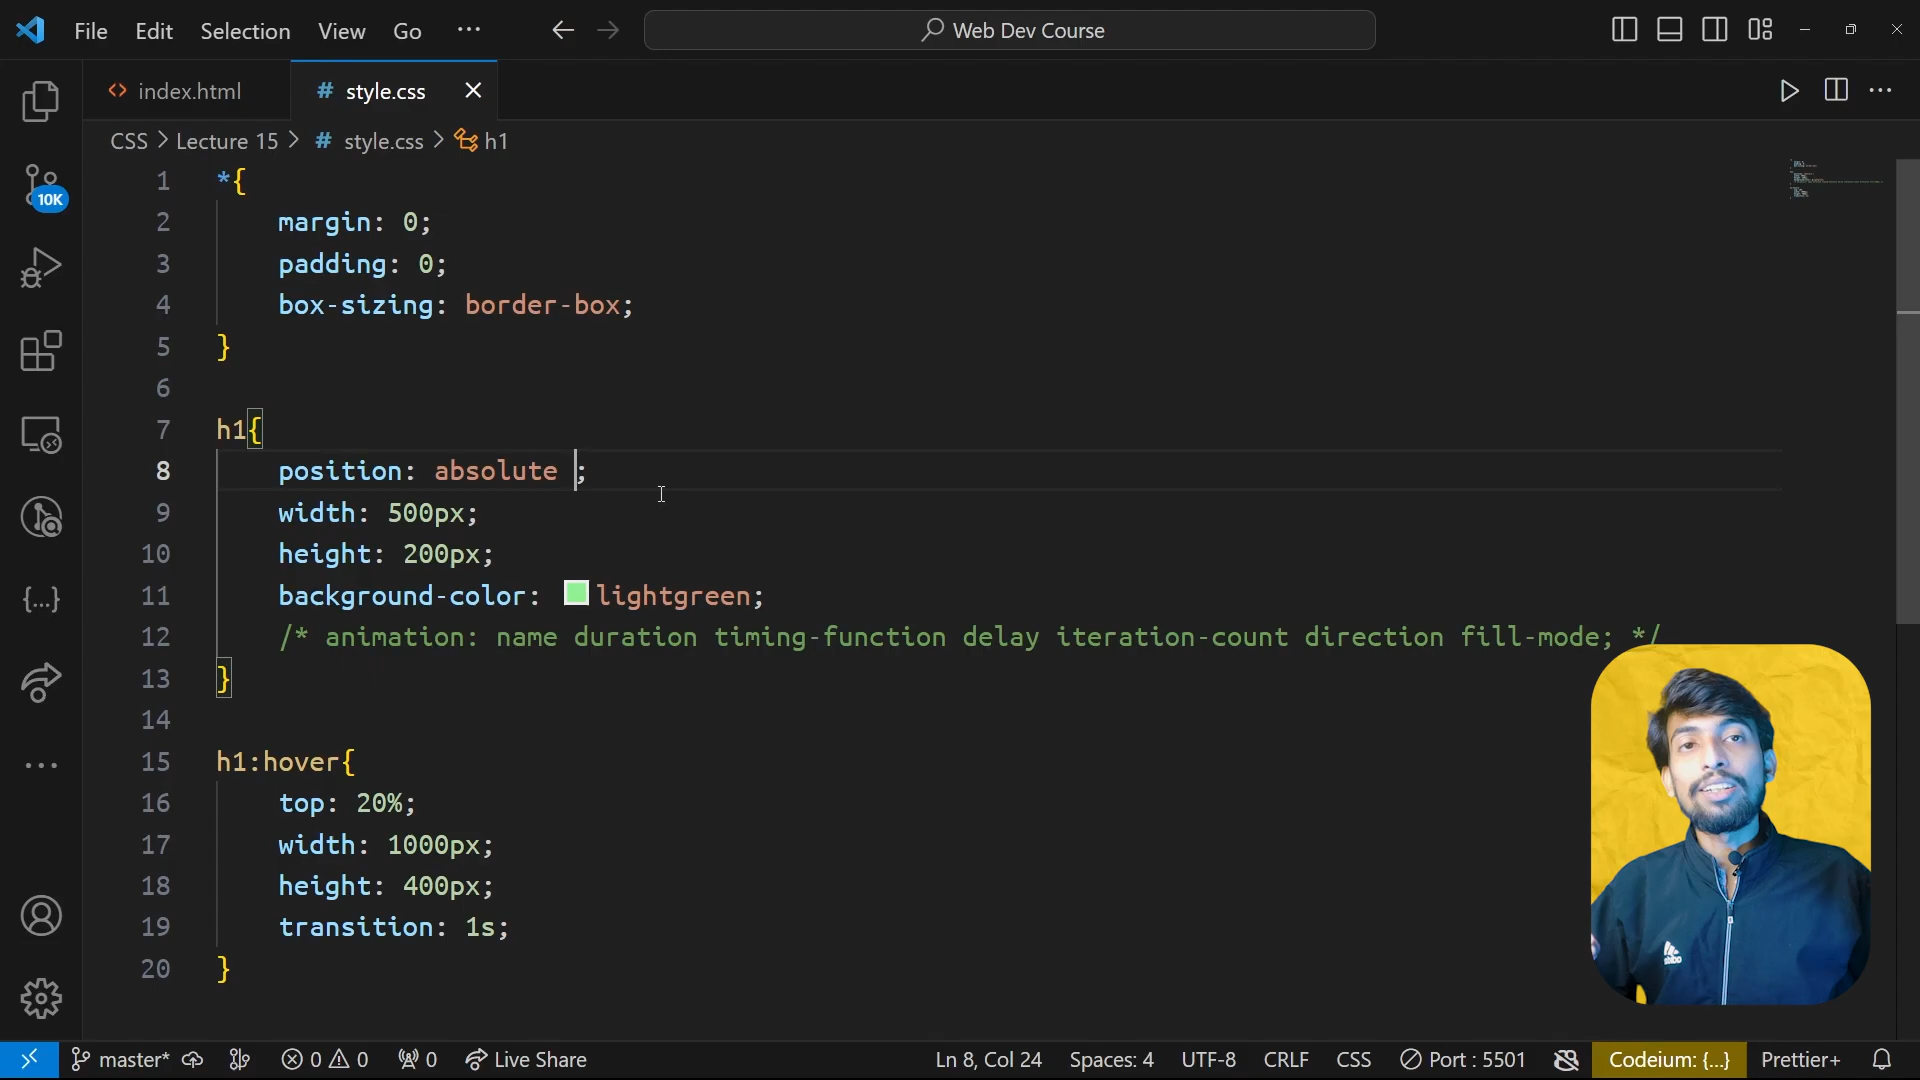 File Edit Selection View Go ··· Web Dev Course
index.html # style.css
CSS > Lecture 15 > # style.css > h1
1 *{
2 margin: 0;
3 padding: 0;
4 box-sizing: border-box;
5 }
6
7 h1{
8 position: absolute ;
9 width: 500px;
10 height: 200px;
11 background-color: lightgreen;
12 /* animation: name duration timing-function delay iteration-count direction fill-mode; */
13 }
14
15 h1:hover{
16 top: 20%;
17 width: 1000px;
18 height: 400px;
19 transition: 1s;
20 }
10K
master* 0 0 0 Live Share Ln 8, Col 24 Spaces: 4 UTF-8 CRLF CSS Port : 5501 Codeium: {...} Prettier+